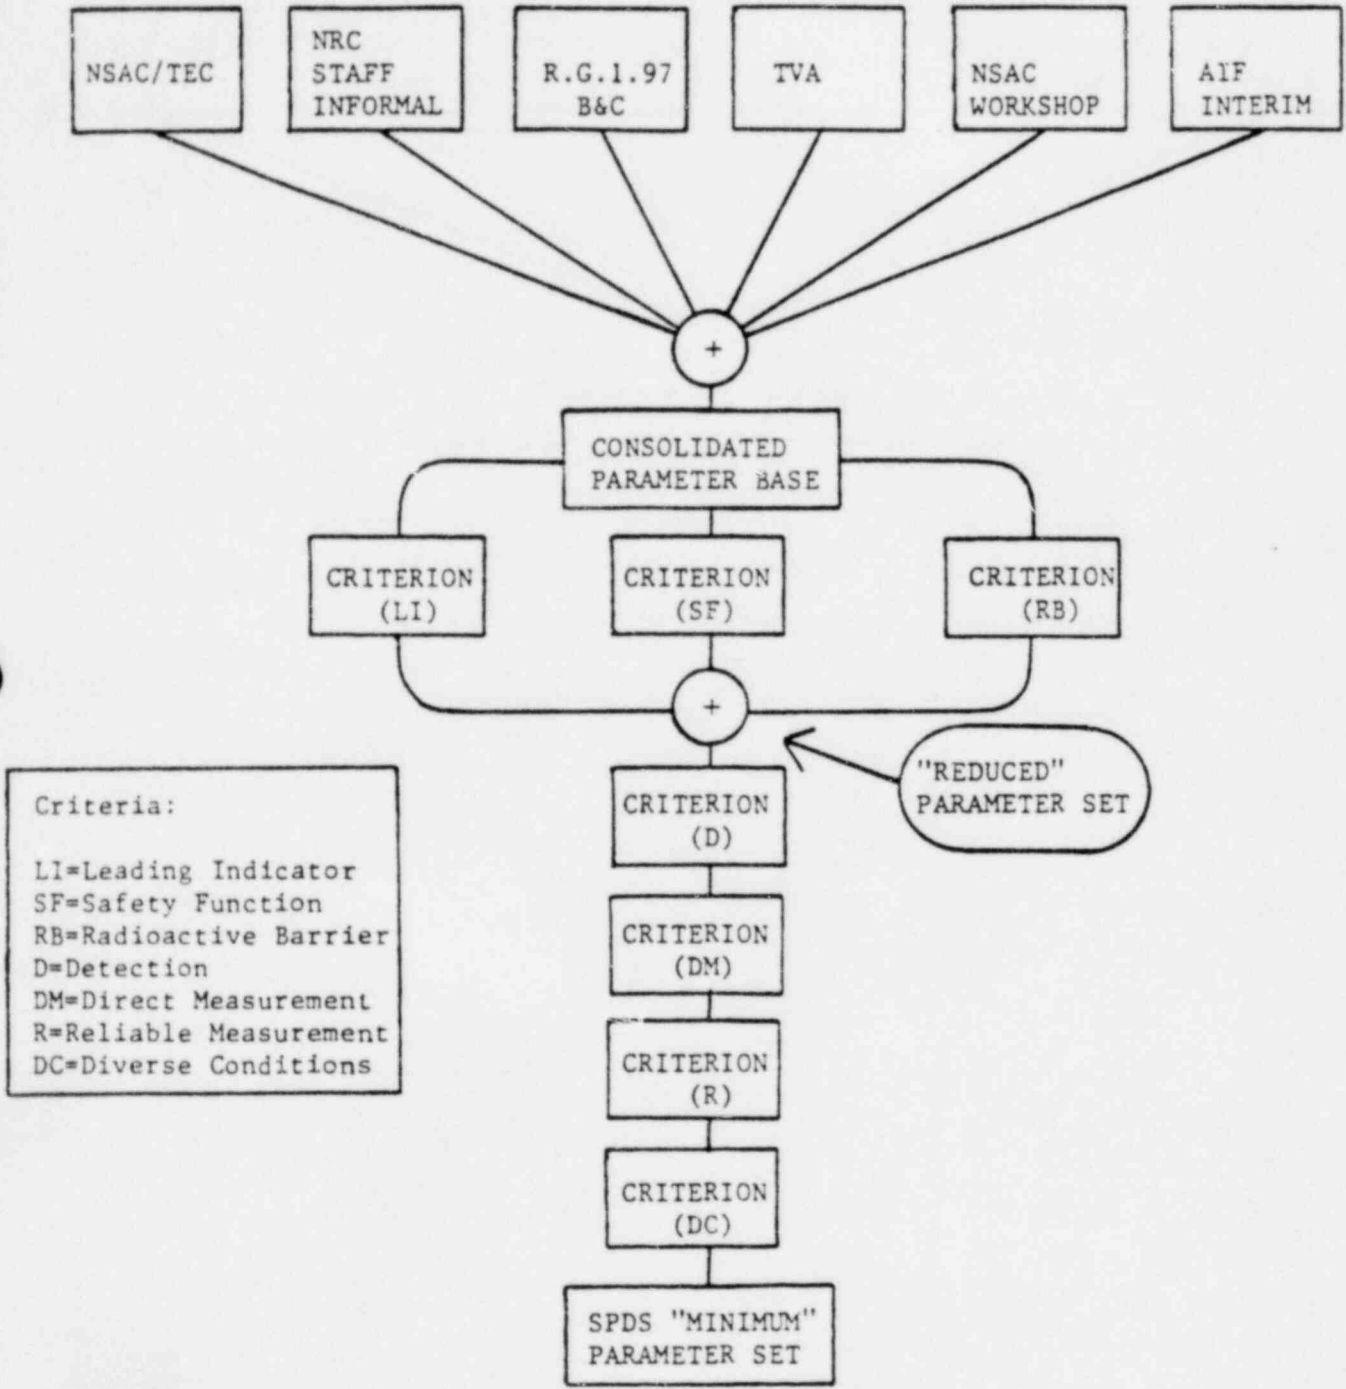 NSAC/TEC
NRC
STAFF
INFORMAL
R.G.1.97
B&C
TVA
NSAC
WORKSHOP
AIF
INTERIM
+
CONSOLIDATED
PARAMETER BASE
CRITERION
(LI)
CRITERION
(SF)
CRITERION
(RB)
+
"REDUCED"
PARAMETER SET
CRITERION
(D)
Criteria:
LI=Leading Indicator
SF=Safety Function
RB=Radioactive Barrier
D=Detection
DM=Direct Measurement
R=Reliable Measurement
DC=Diverse Conditions
CRITERION
(DM)
CRITERION
(R)
CRITERION
(DC)
SPDS "MINIMUM"
PARAMETER SET